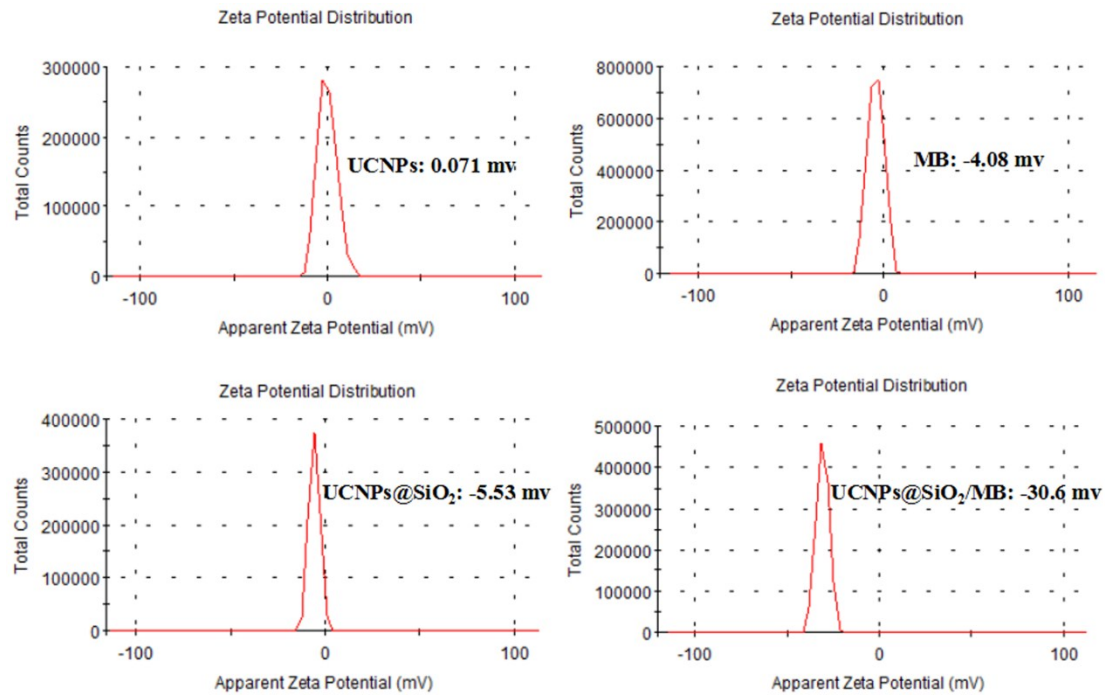 Zeta Potential Distribution
300000
200000
100000
0
Total Counts
UCNPs: 0.071 mv
-100
0
100
Apparent Zeta Potential (mV)
Zeta Potential Distribution
800000
600000
400000
200000
0
Total Counts
MB: -4.08 mv
-100
0
100
Apparent Zeta Potential (mV)
Zeta Potential Distribution
400000
300000
200000
100000
0
Total Counts
UCNPs@SiO₂: -5.53 mv
-100
0
100
Apparent Zeta Potential (mV)
Zeta Potential Distribution
500000
400000
300000
200000
100000
0
Total Counts
UCNPs@SiO₂/MB: -30.6 mv
-100
0
100
Apparent Zeta Potential (mV)